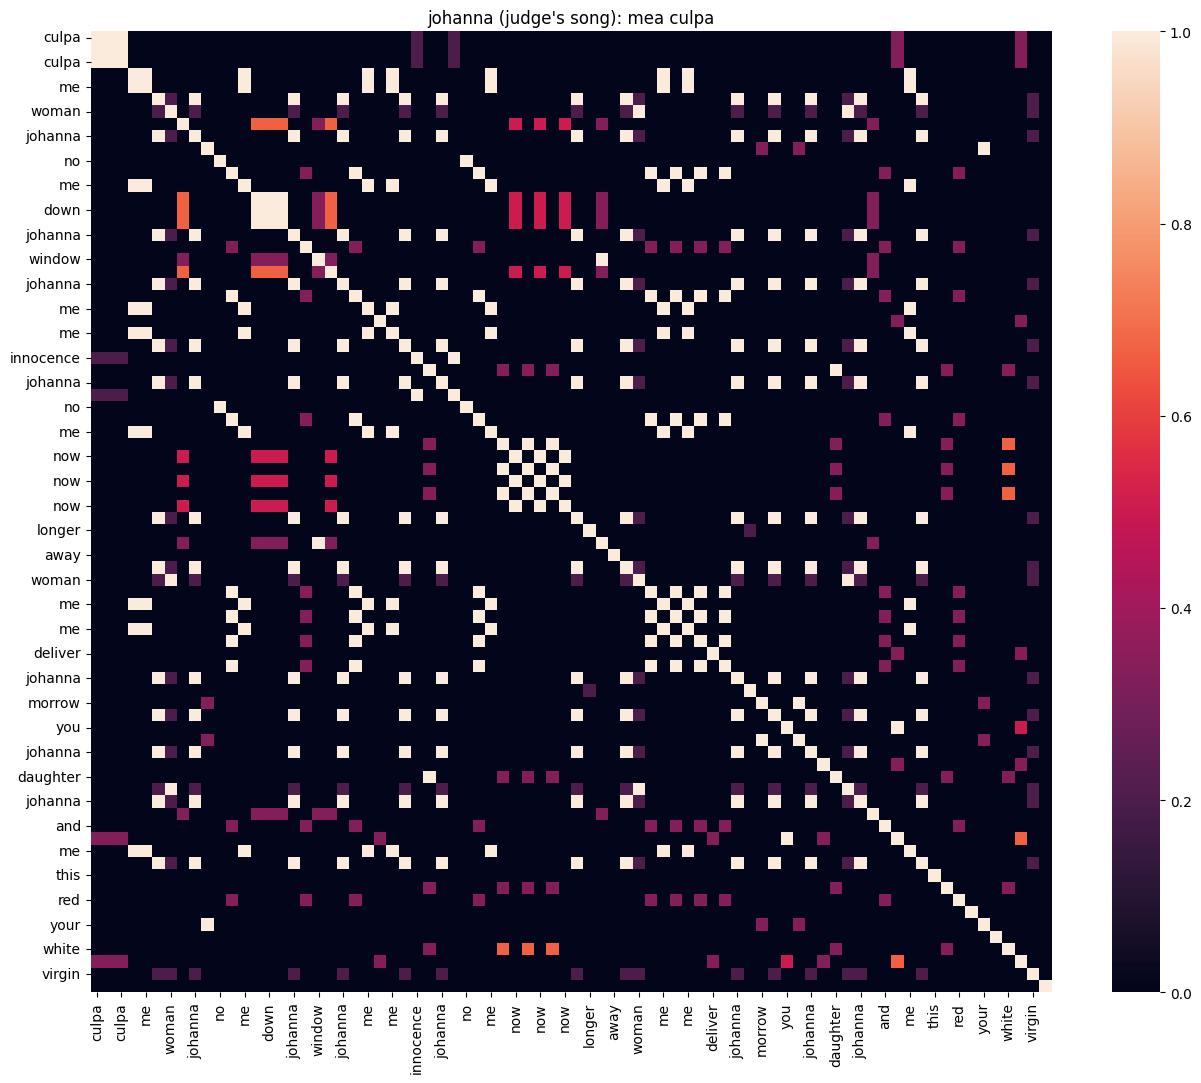 johanna (judge's song): mea culpa
culpa
culpa
me
woman
johanna
no
me
down
johanna
window
johanna
me
me
innocence
johanna
no
me
now
now
now
longer
away
woman
me
me
deliver
johanna
morrow
you
johanna
daughter
johanna
and
me
this
red
your
white
virgin
1.0
0.8
0.6
0.4
0.2
0.0
culpa
culpa
me
woman
johanna
no
me
down
johanna
window
johanna
me
me
innocence
johanna
no
me
now
now
now
longer
away
woman
me
me
deliver
johanna
morrow
you
johanna
daughter
johanna
and
me
this
red
your
white
virgin